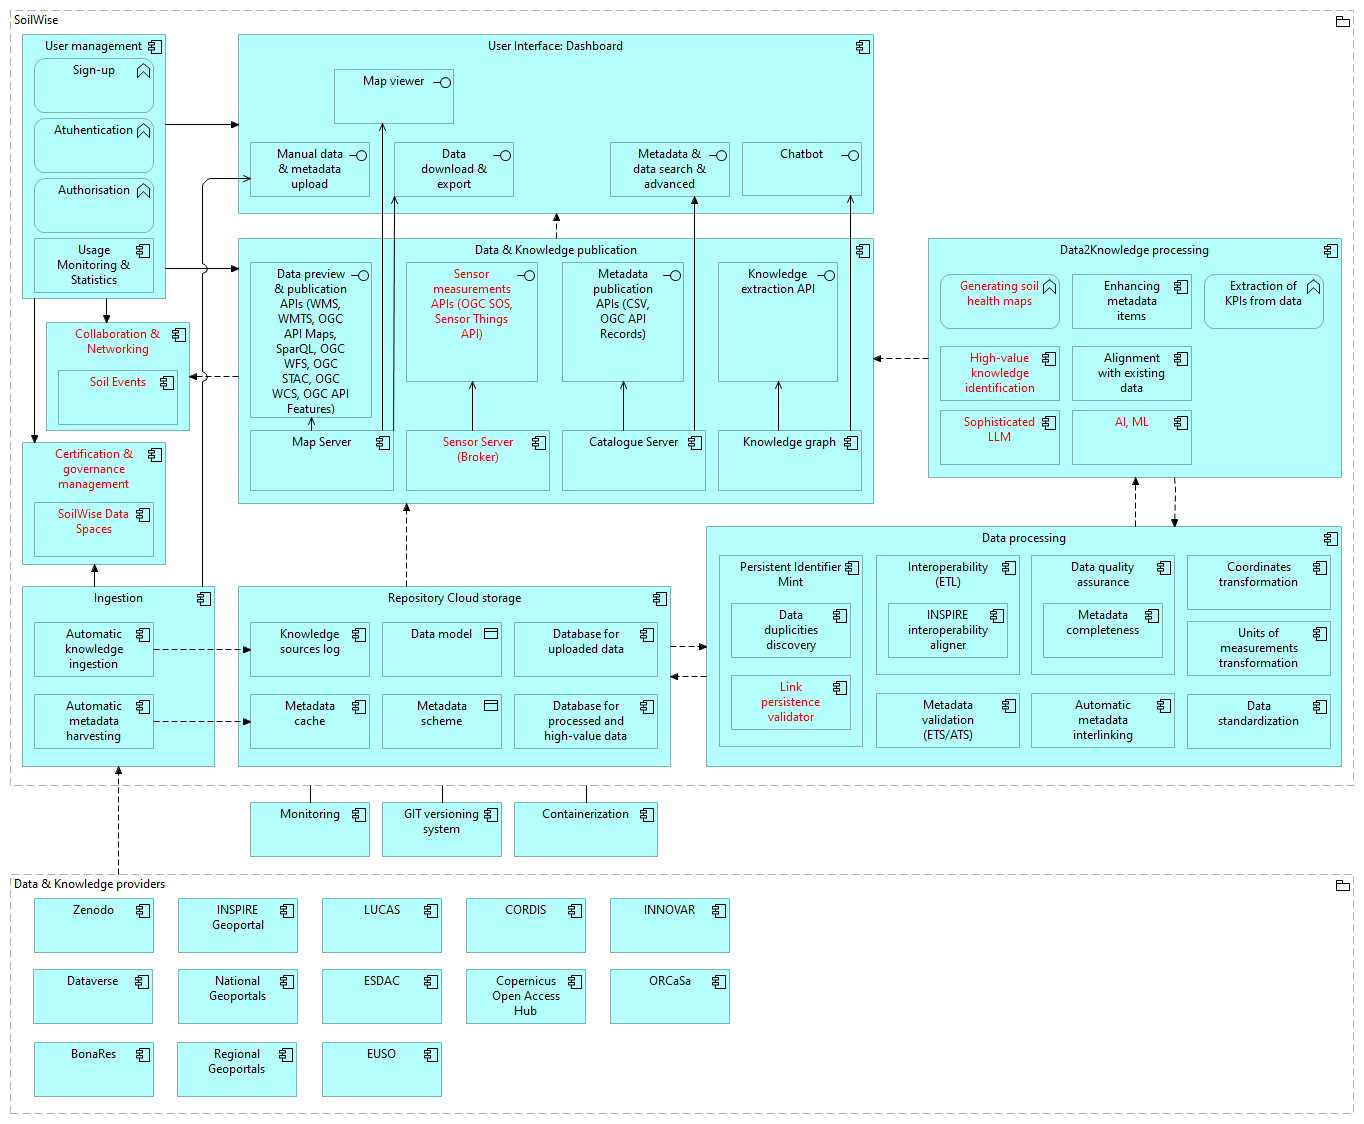 SoilWise
User management
Sign-up
Atuhentication
Authorisation
Usage
Monitoring &
Statistics
User Interface: Dashboard
Map viewer
Manual data
& metadata
upload
Data
download &
export
Metadata &
data search &
advanced
Chatbot
Collaboration &
Networking
Soil Events
Data & Knowledge publication
Data preview
& publication
APIs (WMS,
WMTS, OGC
API Maps,
SparQL, OGC
WFS, OGC
STAC, OGC
WCS, OGC API
Features)
Sensor
measurements
APIs (OGC SOS,
Sensor Things
API)
Metadata
publication
APIs (CSV,
OGC API
Records)
Knowledge
extraction API
Map Server
Sensor Server
(Broker)
Catalogue Server
Knowledge graph
Data2Knowledge processing
Generating soil
health maps
Enhancing
metadata
items
Extraction of
KPIs from data
High-value
knowledge
identification
Alignment
with existing
data
Sophisticated
LLM
AI, ML
Certification &
governance
management
SoilWise Data
Spaces
Ingestion
Automatic
knowledge
ingestion
Automatic
metadata
harvesting
Repository Cloud storage
Knowledge
sources log
Data model
Database for
uploaded data
Metadata
cache
Metadata
scheme
Database for
processed and
high-value data
Data processing
Persistent Identifier
Mint
Data
duplicities
discovery
Link
persistence
validator
Interoperability
(ETL)
INSPIRE
interoperability
aligner
Metadata
validation
(ETS/ATS)
Data quality
assurance
Metadata
completeness
Automatic
metadata
interlinking
Coordinates
transformation
Units of
measurements
transformation
Data
standardization
Monitoring
GIT versioning
system
Containerization
Data & Knowledge providers
Zenodo
INSPIRE
Geoportal
LUCAS
CORDIS
INNOVAR
Dataverse
National
Geoportals
ESDAC
Copernicus
Open Access
Hub
ORCaSa
BonaRes
Regional
Geoportals
EUSO